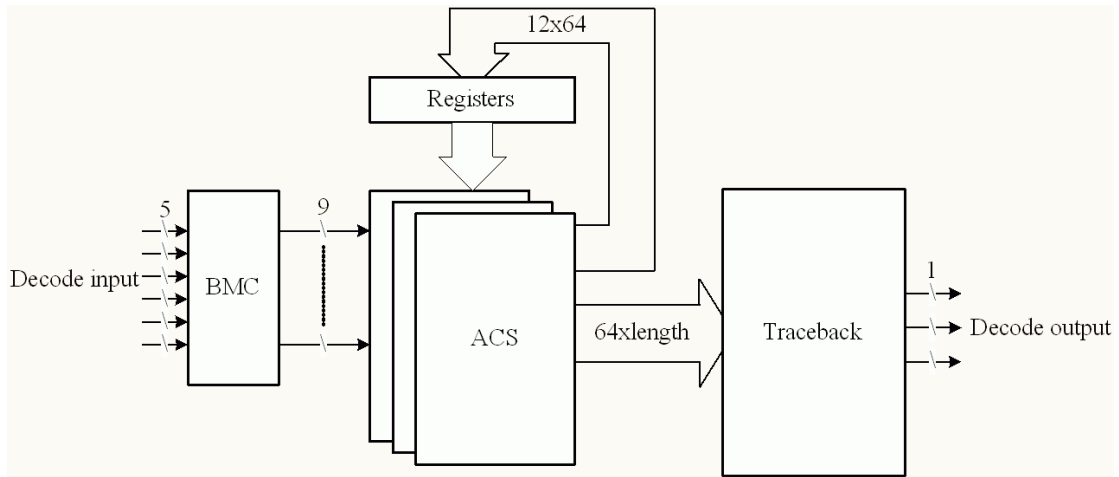 12x64
Registers
5
9
1
Decode input
BMC
ACS
64xlength
Traceback
Decode output